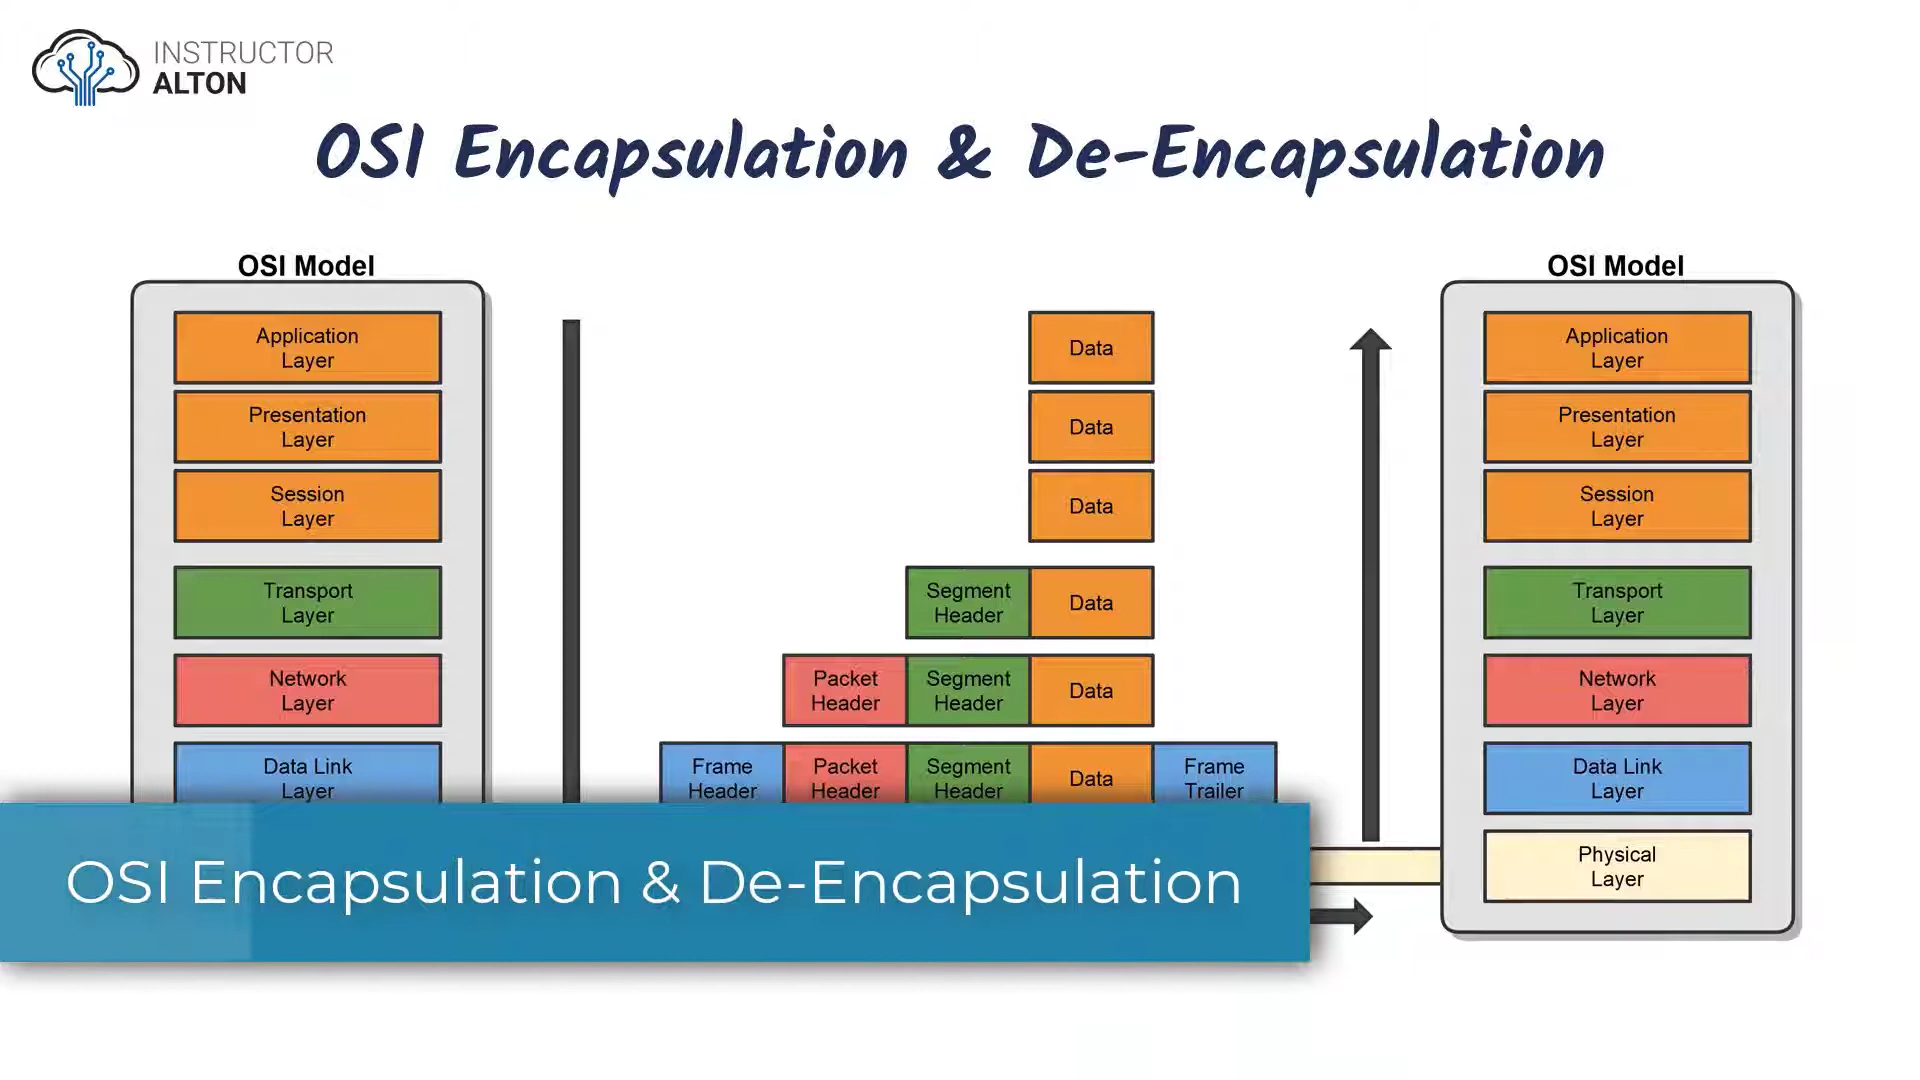 INSTRUCTOR
ALTON
OSI Encapsulation & De-Encapsulation
OSI Model
Application
Layer
Presentation
Layer
Session
Layer
Transport
Layer
Network
Layer
Data Link
Layer
Data
Data
Data
Segment
Header
Data
Packet
Header
Segment
Header
Data
Frame
Header
Packet
Header
Segment
Header
Data
Frame
Trailer
OSI Model
Application
Layer
Presentation
Layer
Session
Layer
Transport
Layer
Network
Layer
Data Link
Layer
Physical
Layer
OSI Encapsulation & De-Encapsulation